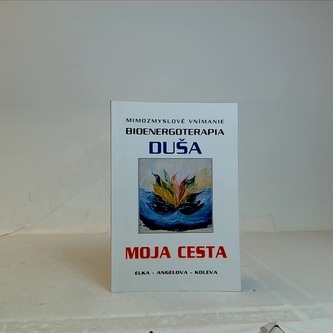 MIMOZMYSLOVÉ VNÍMANIE
BIOENERGOTERAPIA
DUŠA
MOJA CESTA
ELKA - ANGELOVA - KOLEVA